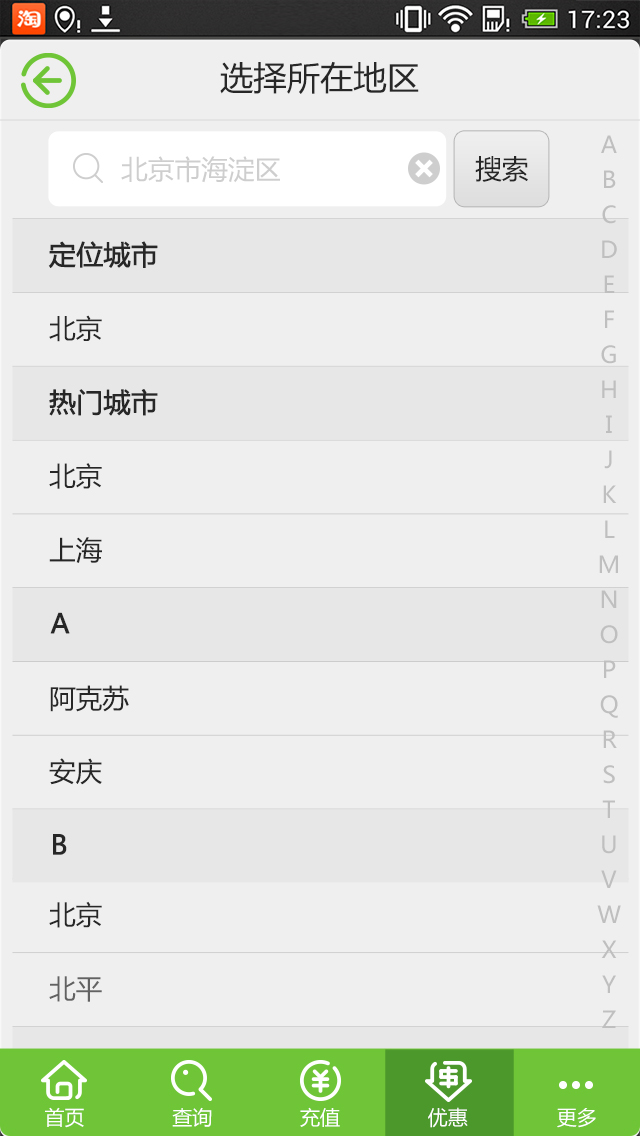 淘
17:23
选择所在地区
北京市海淀区
搜索
定位城市
北京
热门城市
北京
上海
A
阿克苏
安庆
B
北京
北平
A
B
C
D
E
F
G
H
I
J
K
L
M
N
O
P
Q
R
S
T
U
V
W
X
Y
Z
首页
查询
充值
优惠
更多